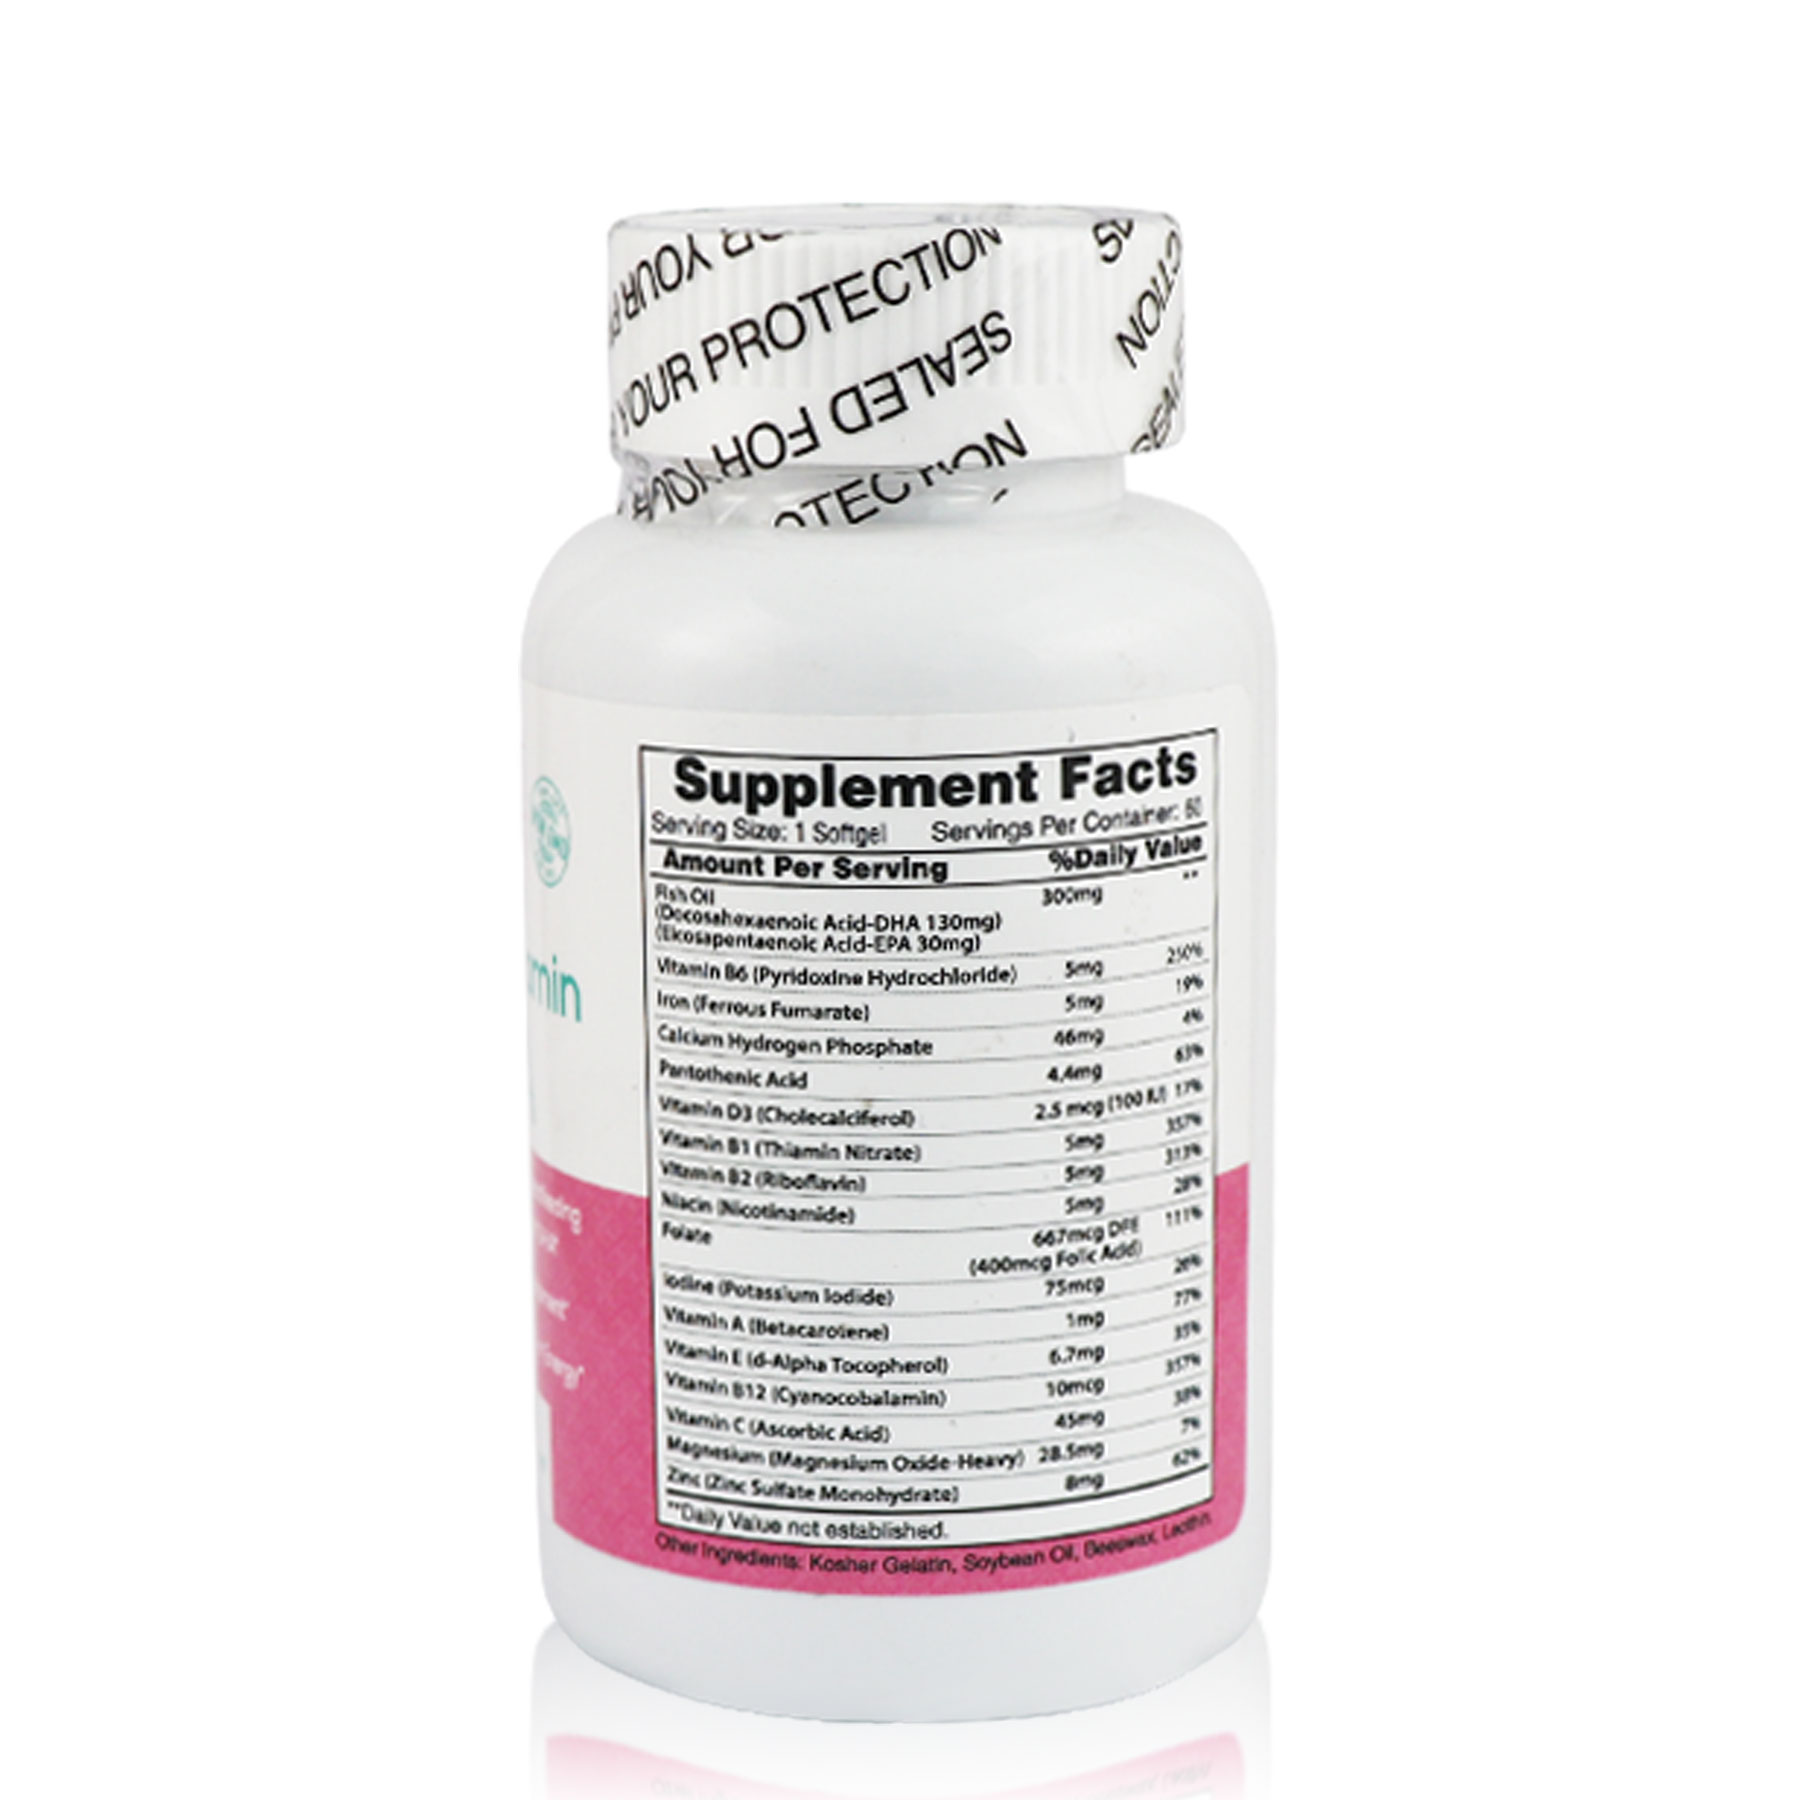 FOR YOUR
YOUR PROTECTION
SEALED FOR YOUR
OTECTION
CTION
min
Supplement Facts
Serving Size: 1 Softgel Servings Per Container: 60
Amount Per Serving %Daily Value
Fish Oil 300mg **
(Docosahexaenoic Acid-DHA 130mg)
(Eicosapentaenoic Acid-EPA 30mg)
Vitamin B6 (Pyridoxine Hydrochloride) 5mg 250%
Iron (Ferrous Fumarate) 5mg 19%
Calcium Hydrogen Phosphate 46mg 4%
Pantothenic Acid 4.4mg 63%
Vitamin D3 (Cholecalciferol) 2.5 mcg (100 IU) 17%
Vitamin B1 (Thiamin Nitrate) 5mg 357%
Vitamin B2 (Riboflavin) 5mg 313%
Niacin (Nicotinamide) 5mg 28%
Folate 667mcg DFE 111%
(400mcg Folic Acid)
Iodine (Potassium Iodide) 75mcg 26%
Vitamin A (Betacarotene) 1mg 77%
Vitamin E (d-Alpha Tocopherol) 6.7mg 35%
Vitamin B12 (Cyanocobalamin) 10mcg 357%
Vitamin C (Ascorbic Acid) 45mg 38%
Magnesium (Magnesium Oxide-Heavy) 28.5mg 7%
Zinc (Zinc Sulfate Monohydrate) 8mg 62%
**Daily Value not established.
Other Ingredients: Kosher Gelatin, Soybean Oil, Beeswax, Lecithin.